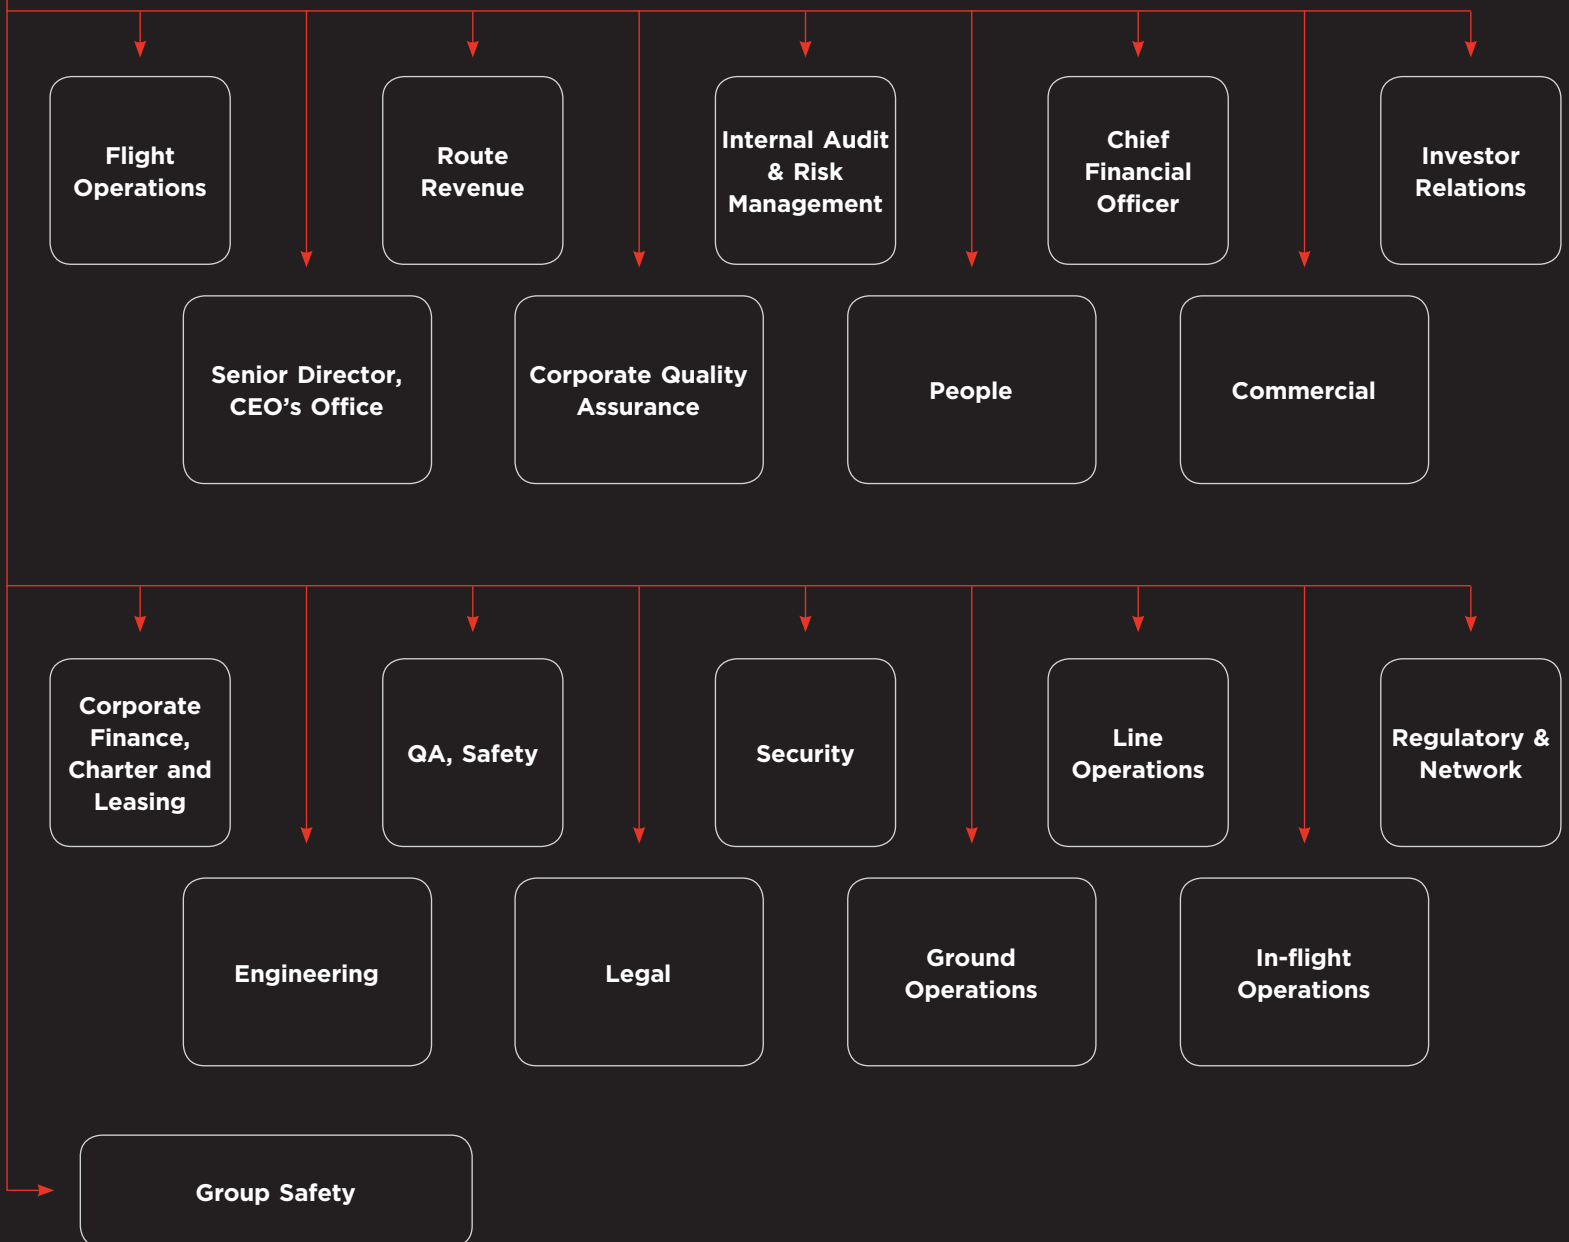 Flight
Operations
Route
Revenue
Internal Audit
& Risk
Management
Chief
Financial
Officer
Investor
Relations
Senior Director,
CEO’s Office
Corporate Quality
Assurance
People
Commercial
Corporate
Finance,
Charter and
Leasing
QA, Safety
Security
Line
Operations
Regulatory &
Network
Engineering
Legal
Ground
Operations
In-flight
Operations
Group Safety